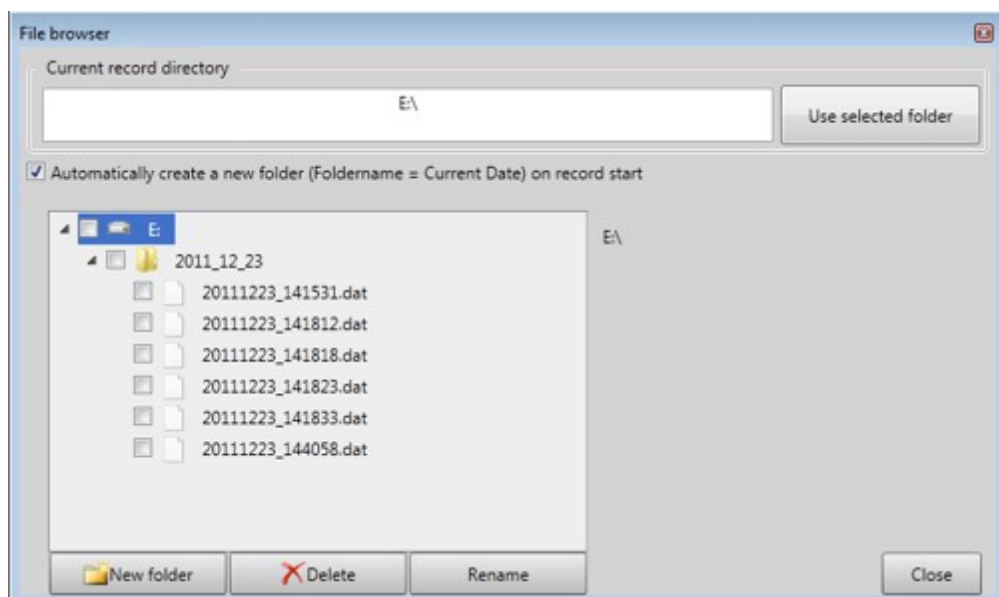 File browser
Current record directory
E:\
Use selected folder
Automatically create a new folder (Foldername = Current Date) on record start
E:
E:\
2011_12_23
20111223_141531.dat
20111223_141812.dat
20111223_141818.dat
20111223_141823.dat
20111223_141833.dat
20111223_144058.dat
New folder
Delete
Rename
Close